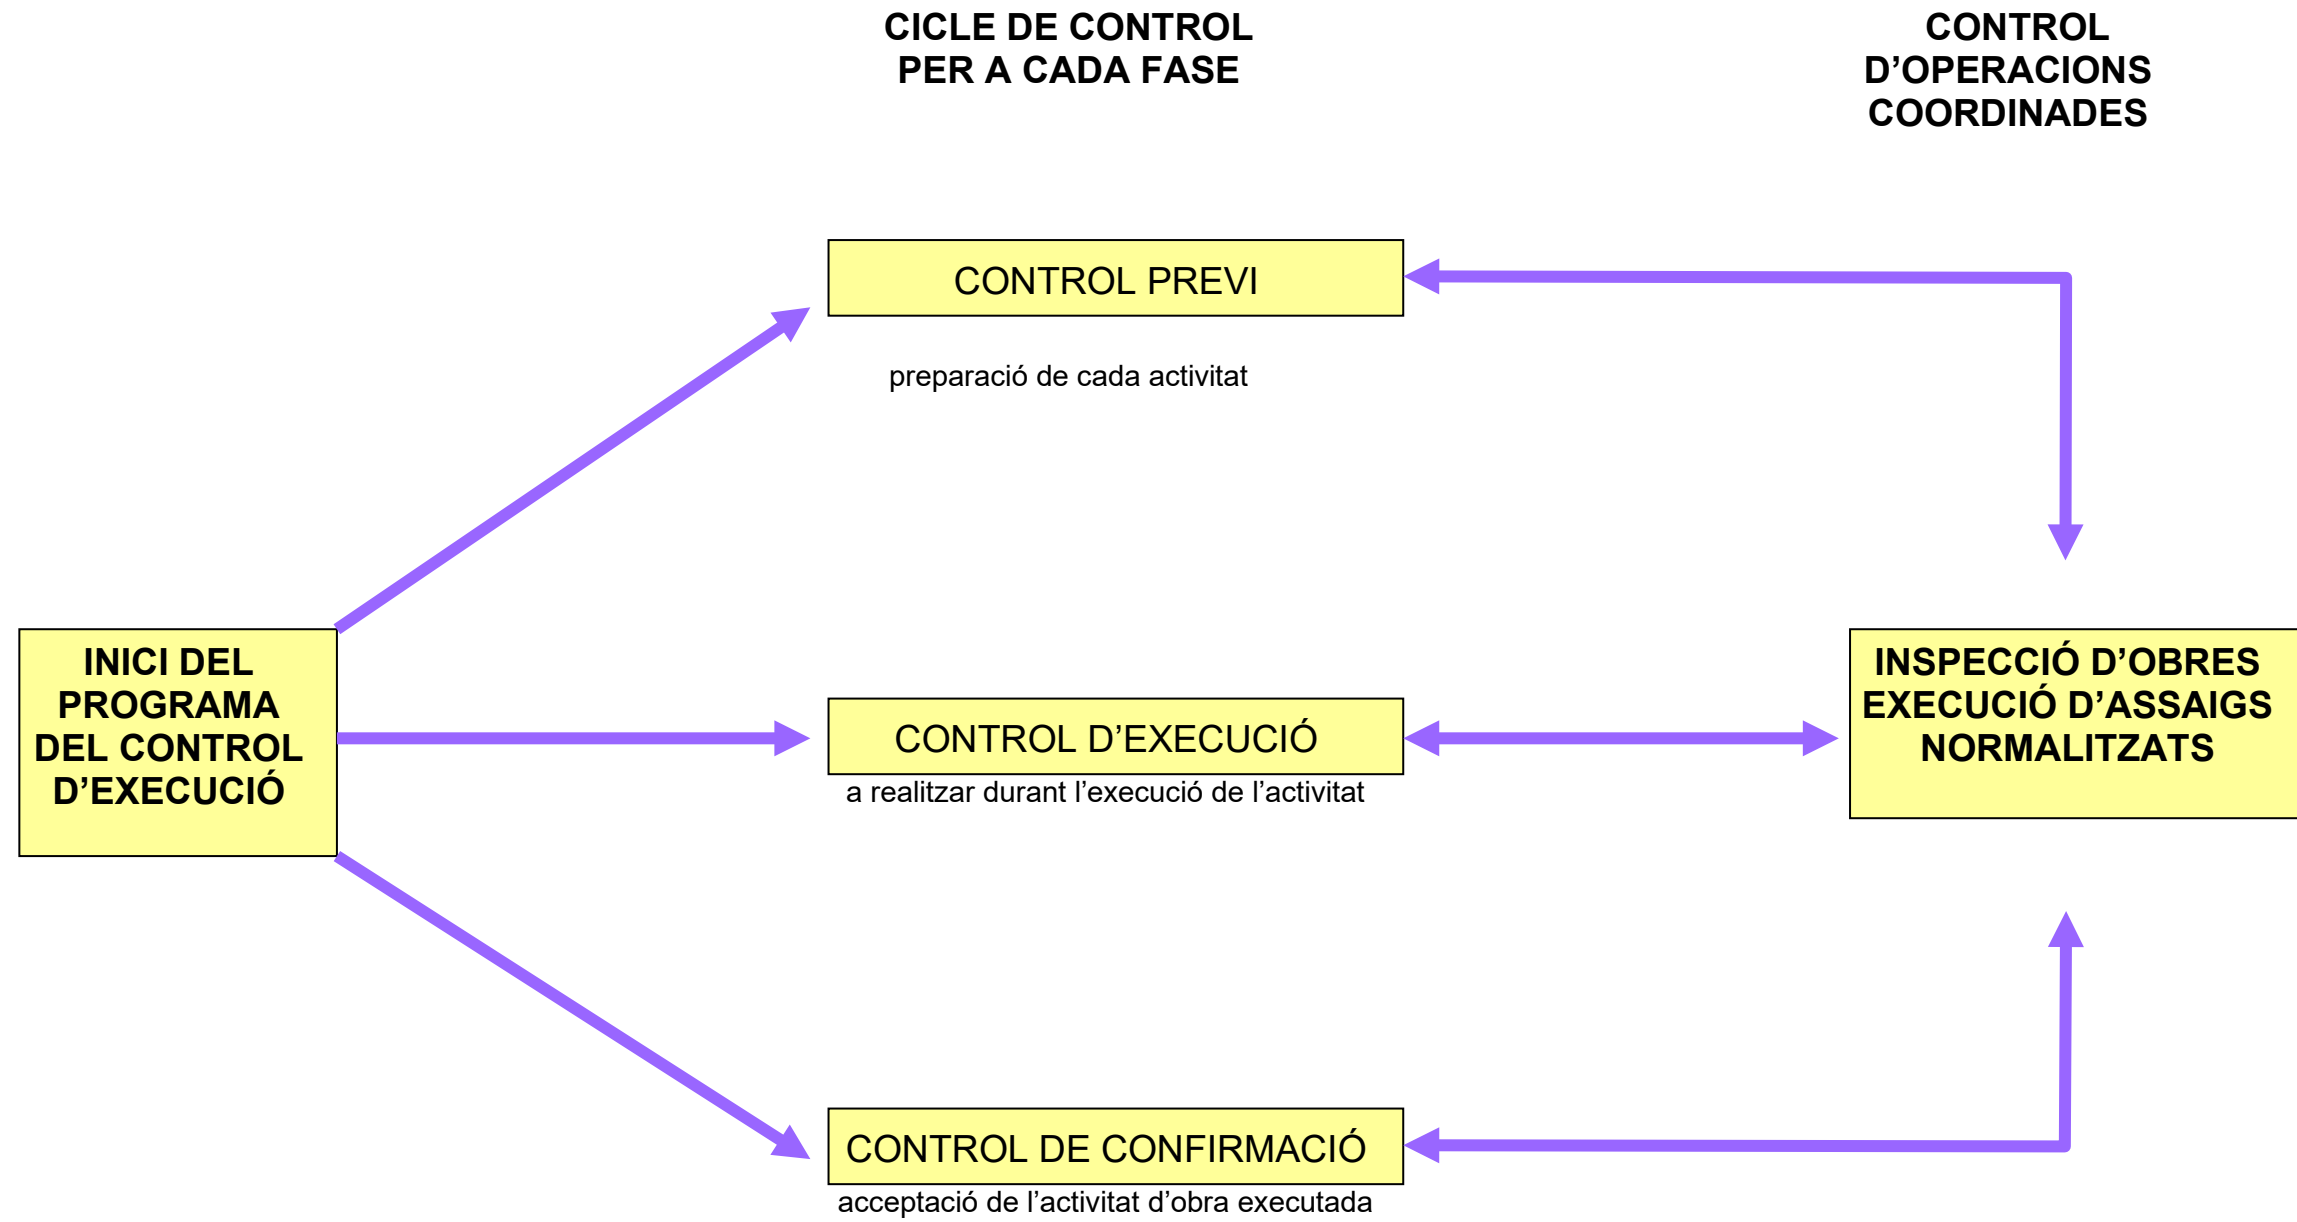 CICLE DE CONTROL
PER A CADA FASE
CONTROL
D’OPERACIONS
COORDINADES
CONTROL PREVI
preparació de cada activitat
INICI DEL
PROGRAMA
DEL CONTROL
D’EXECUCIÓ
CONTROL D’EXECUCIÓ
a realitzar durant l’execució de l’activitat
INSPECCIÓ D’OBRES
EXECUCIÓ D’ASSAIGS
NORMALITZATS
CONTROL DE CONFIRMACIÓ
acceptació de l’activitat d’obra executada